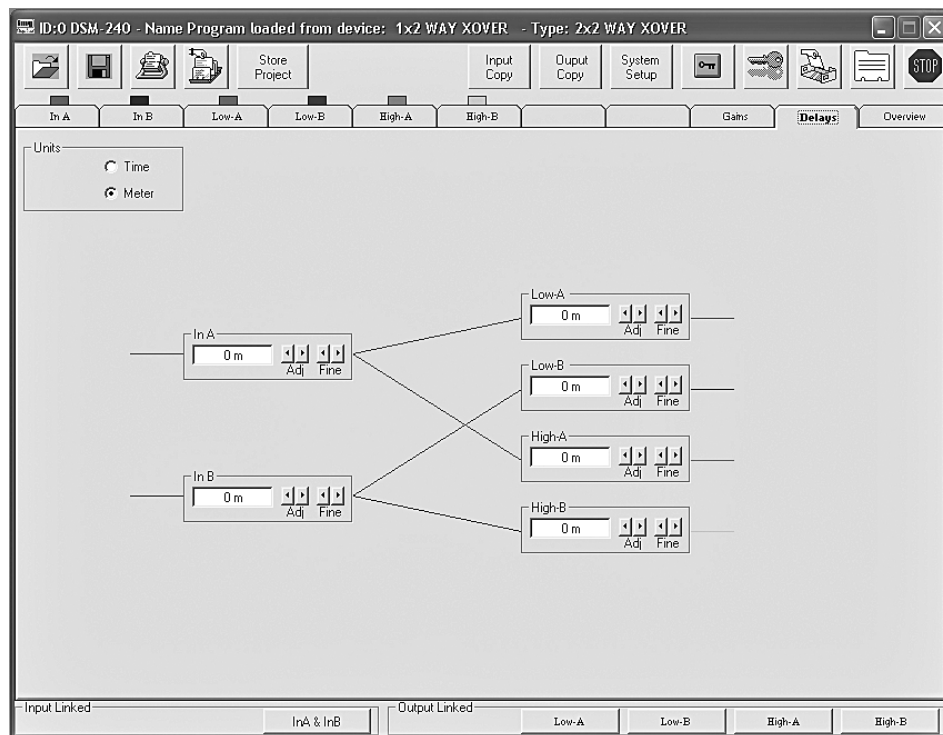 ID:0 DSM-240 - Name Program loaded from device: 1x2 WAY XOVER - Type: 2x2 WAY XOVER
Store Project
Input Copy
Ouput Copy
System Setup
STOP
In A In B Low-A Low-B High-A High-B Gains Delays Overview
Units
Time
Meter
In A
0 m
Adj Fine
In B
0 m
Adj Fine
Low-A
0 m
Adj Fine
Low-B
0 m
Adj Fine
High-A
0 m
Adj Fine
High-B
0 m
Adj Fine
Input Linked
InA & InB
Output Linked
Low-A Low-B High-A High-B